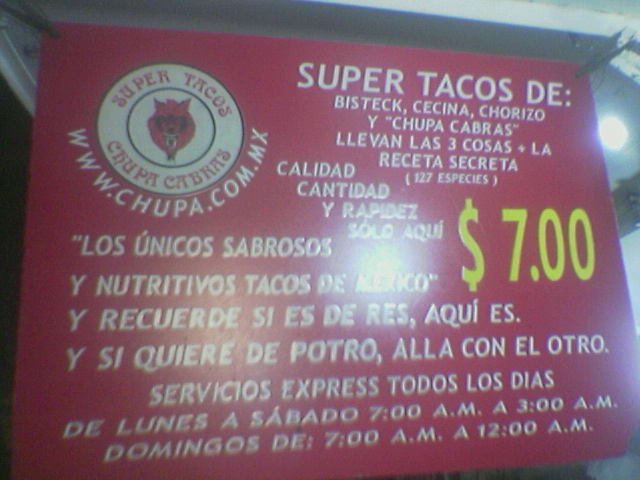 SUPER TACOS
CHUPA CABRAS
WWW.CHUPA.COM.MX
SUPER TACOS DE:
BISTECK, CECINA, CHORIZO
Y "CHUPA CABRAS"
LLEVAN LAS 3 COSAS + LA
RECETA SECRETA
( 127 ESPECIES )
CALIDAD
CANTIDAD
Y RAPIDEZ
SÓLO AQUÍ
$ 7.00
"LOS ÚNICOS SABROSOS
Y NUTRITIVOS TACOS DE MÉXICO"
Y RECUERDE SI ES DE RES, AQUÍ ES.
Y SI QUIERE DE POTRO, ALLA CON EL OTRO.
SERVICIOS EXPRESS TODOS LOS DIAS
DE LUNES A SÁBADO 7:00 A.M. A 3:00 A.M.
DOMINGOS DE: 7:00 A.M. A 12:00 A.M.